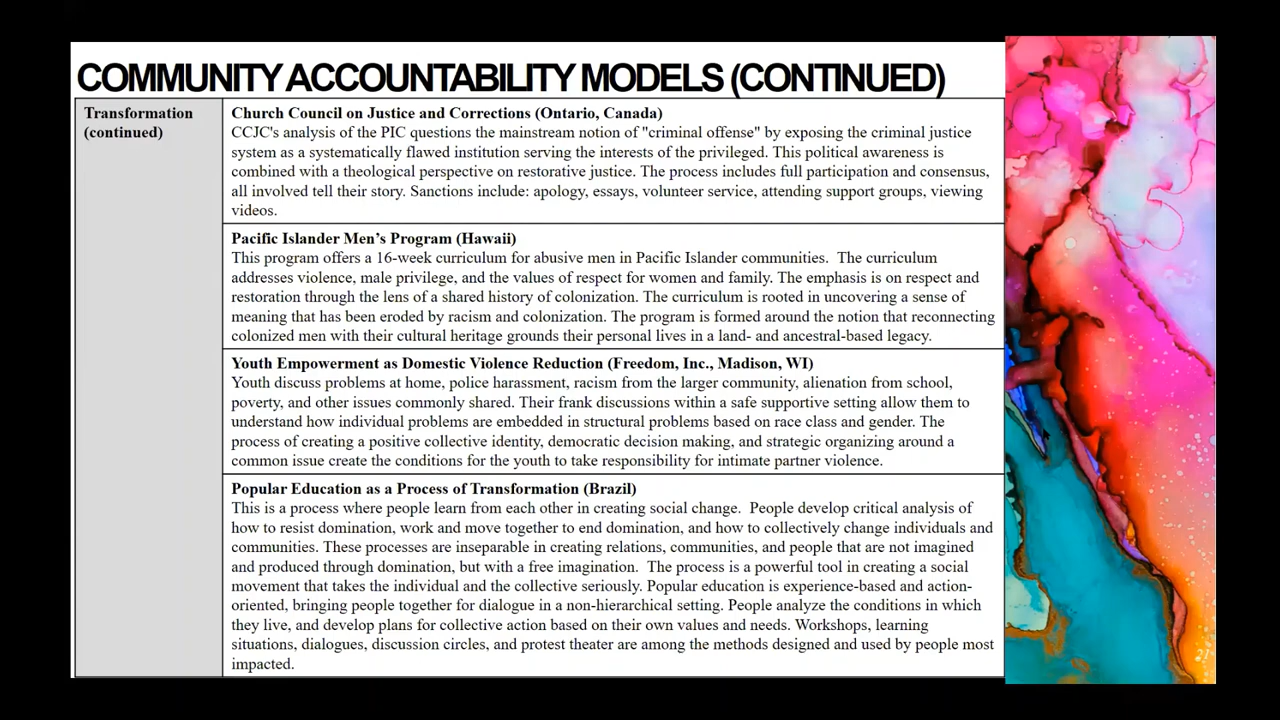 COMMUNITY ACCOUNTABILITY MODELS (CONTINUED)
Transformation
(continued)
Church Council on Justice and Corrections (Ontario, Canada)
CCJC's analysis of the PIC questions the mainstream notion of "criminal offense" by exposing the criminal justice
system as a systematically flawed institution serving the interests of the privileged. This political awareness is
combined with a theological perspective on restorative justice. The process includes full participation and consensus,
all involved tell their story. Sanctions include: apology, essays, volunteer service, attending support groups, viewing
videos.
Pacific Islander Men's Program (Hawaii)
This program offers a 16-week curriculum for abusive men in Pacific Islander communities.  The curriculum
addresses violence, male privilege, and the values of respect for women and family. The emphasis is on respect and
restoration through the lens of a shared history of colonization. The curriculum is rooted in uncovering a sense of
meaning that has been eroded by racism and colonization. The program is formed around the notion that reconnecting
colonized men with their cultural heritage grounds their personal lives in a land- and ancestral-based legacy.
Youth Empowerment as Domestic Violence Reduction (Freedom, Inc., Madison, WI)
Youth discuss problems at home, police harassment, racism from the larger community, alienation from school,
poverty, and other issues commonly shared. Their frank discussions within a safe supportive setting allow them to
understand how individual problems are embedded in structural problems based on race class and gender. The
process of creating a positive collective identity, democratic decision making, and strategic organizing around a
common issue create the conditions for the youth to take responsibility for intimate partner violence.
Popular Education as a Process of Transformation (Brazil)
This is a process where people learn from each other in creating social change.  People develop critical analysis of
how to resist domination, work and move together to end domination, and how to collectively change individuals and
communities. These processes are inseparable in creating relations, communities, and people that are not imagined
and produced through domination, but with a free imagination.  The process is a powerful tool in creating a social
movement that takes the individual and the collective seriously. Popular education is experience-based and action-
oriented, bringing people together for dialogue in a non-hierarchical setting. People analyze the conditions in which
they live, and develop plans for collective action based on their own values and needs. Workshops, learning
situations, dialogues, discussion circles, and protest theater are among the methods designed and used by people most
impacted.
27